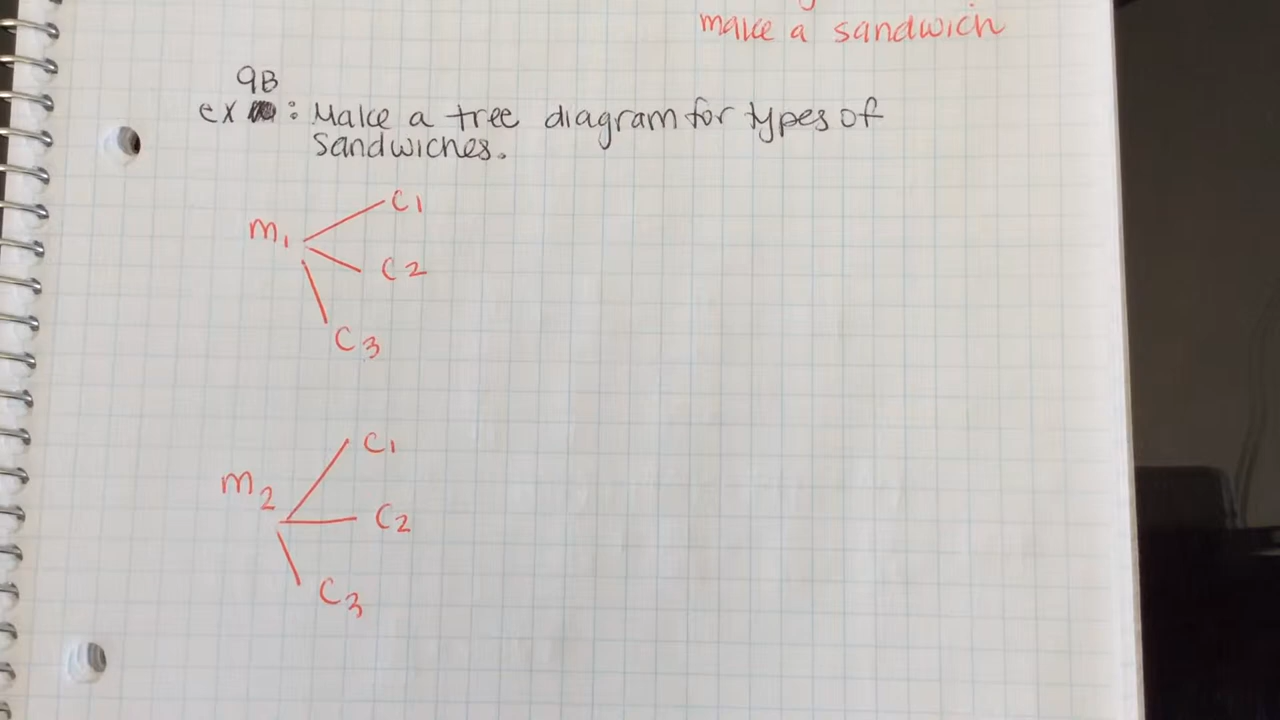 make a sandwich
9B
ex : Make a tree diagram for types of
sandwiches.
C1
M1
C2
C3
C1
M2
C2
C3